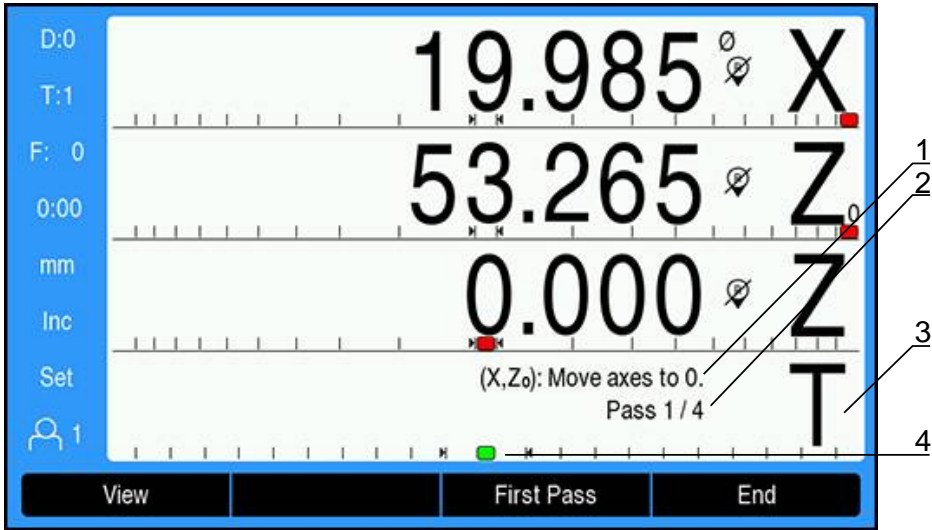 D:0
T:1
F: 0
0:00
mm
Inc
Set
1
19.985 Ø R X
53.265 R Z0
0.000 R Z
(X,Z0): Move axes to 0.
Pass 1 / 4
T
1
2
3
4
View
First Pass
End